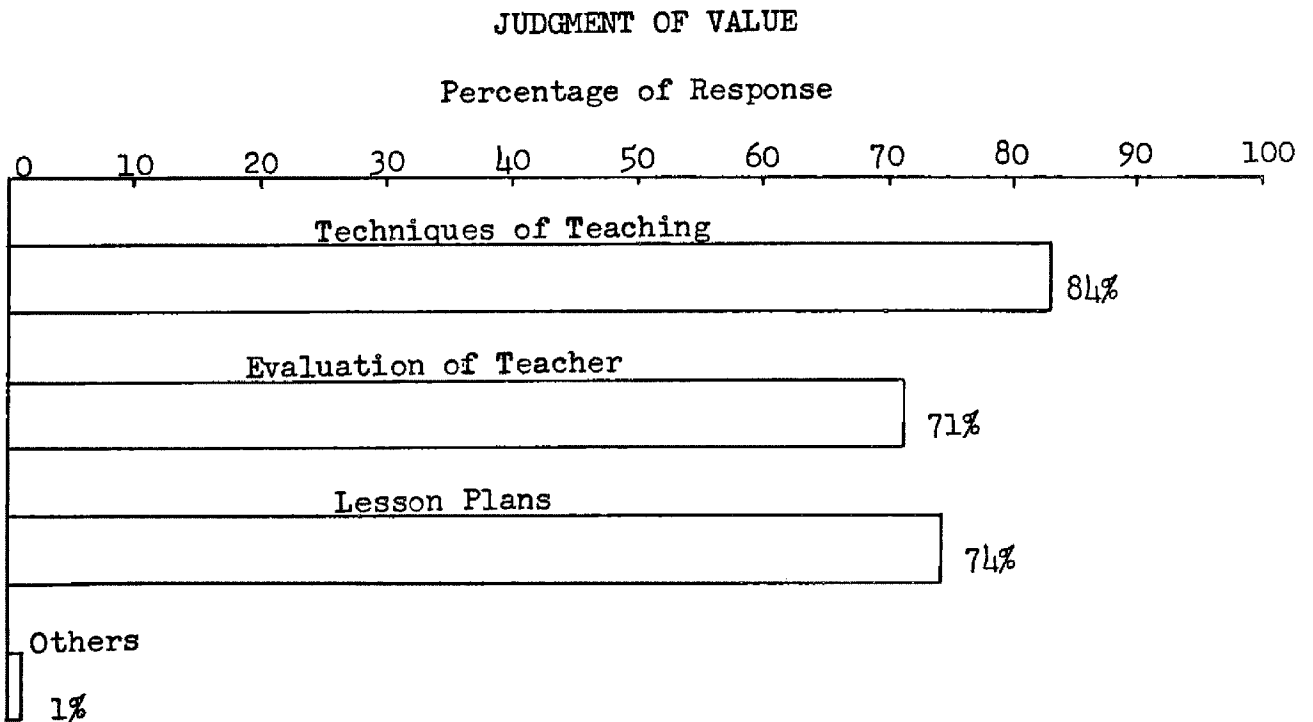 JUDGMENT OF VALUE
Percentage of Response
0 10 20 30 40 50 60 70 80 90 100
Techniques of Teaching
84%
Evaluation of Teacher
71%
Lesson Plans
74%
Others
1%